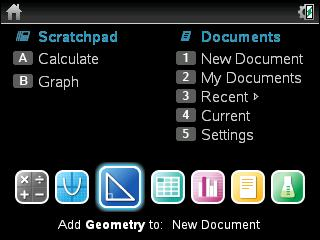 Scratchpad
A Calculate
B Graph
Documents
1 New Document
2 My Documents
3 Recent ▹
4 Current
5 Settings
Add Geometry to: New Document